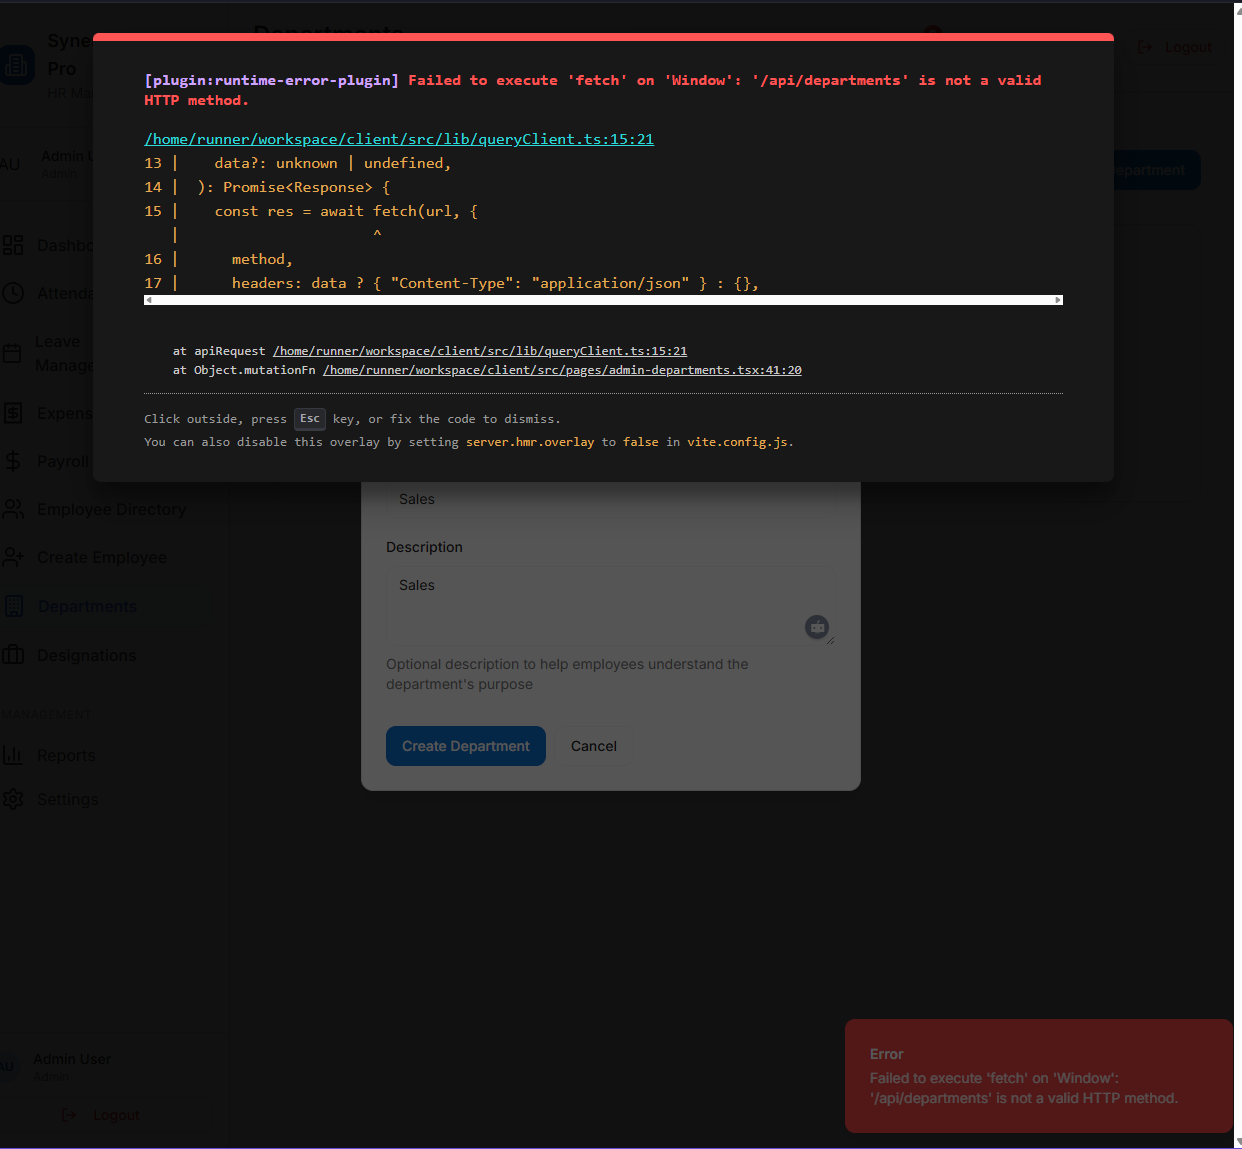 Departments
Syne
Pro
HR Ma
Logout
[plugin:runtime-error-plugin] Failed to execute 'fetch' on 'Window': '/api/departments' is not a valid
HTTP method.
/home/runner/workspace/client/src/lib/queryClient.ts:15:21
13 |    data?: unknown | undefined,
14 |  ): Promise<Response> {
15 |    const res = await fetch(url, {
   |                      ^
16 |      method,
17 |      headers: data ? { "Content-Type": "application/json" } : {},
at apiRequest /home/runner/workspace/client/src/lib/queryClient.ts:15:21
at Object.mutationFn /home/runner/workspace/client/src/pages/admin-departments.tsx:41:20
Click outside, press Esc key, or fix the code to dismiss.
You can also disable this overlay by setting server.hmr.overlay to false in vite.config.js.
AU
Admin U
Admin
epartment
Dashbo
Attenda
Leave
Manage
Expens
Payroll
Employee Directory
Create Employee
Departments
Designations
MANAGEMENT
Reports
Settings
Sales
Description
Sales
Optional description to help employees understand the
department's purpose
Create Department
Cancel
AU
Admin User
Admin
Logout
Error
Failed to execute 'fetch' on 'Window':
'/api/departments' is not a valid HTTP method.